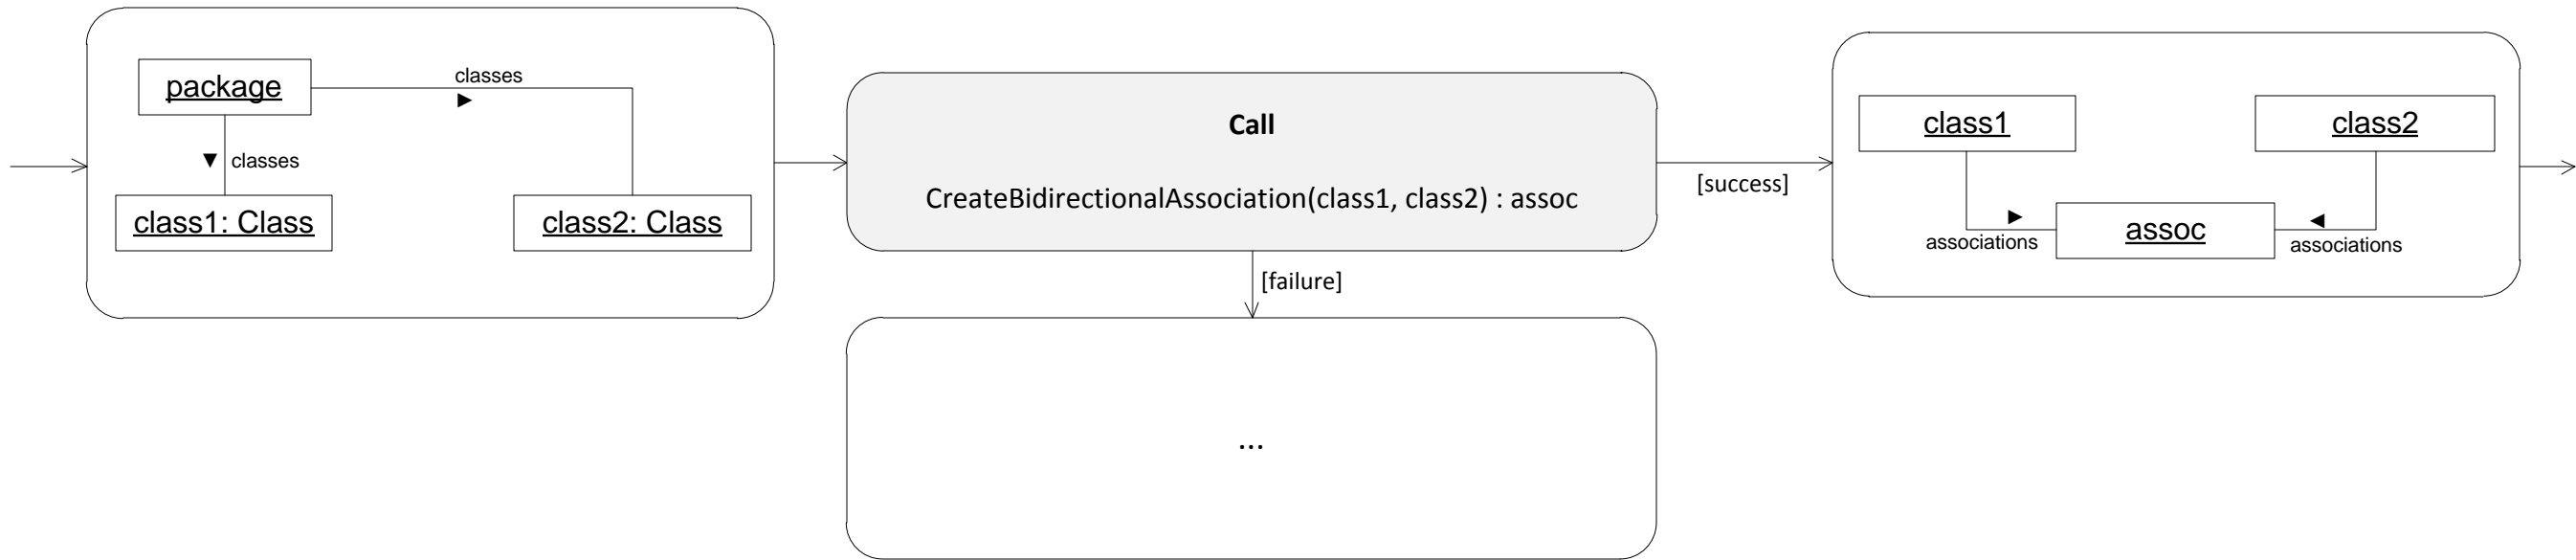 package
classes
classes
class1: Class
class2: Class
Call
CreateBidirectionalAssociation(class1, class2) : assoc
[success]
[failure]
...
class1
class2
associations
assoc
associations